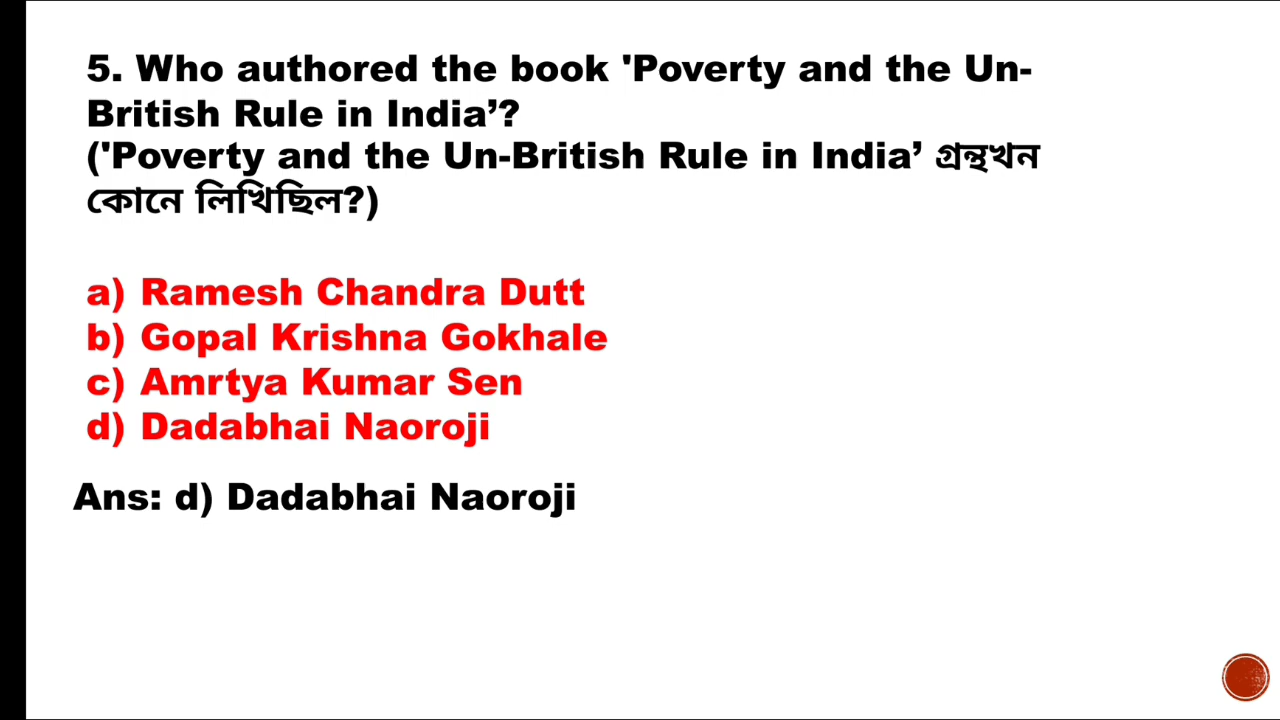 5. Who authored the book 'Poverty and the Un-
British Rule in India’?
('Poverty and the Un-British Rule in India’ গ্ৰন্থখন
কোনে লিখিছিল?)
a) Ramesh Chandra Dutt
b) Gopal Krishna Gokhale
c) Amrtya Kumar Sen
d) Dadabhai Naoroji
Ans: d) Dadabhai Naoroji